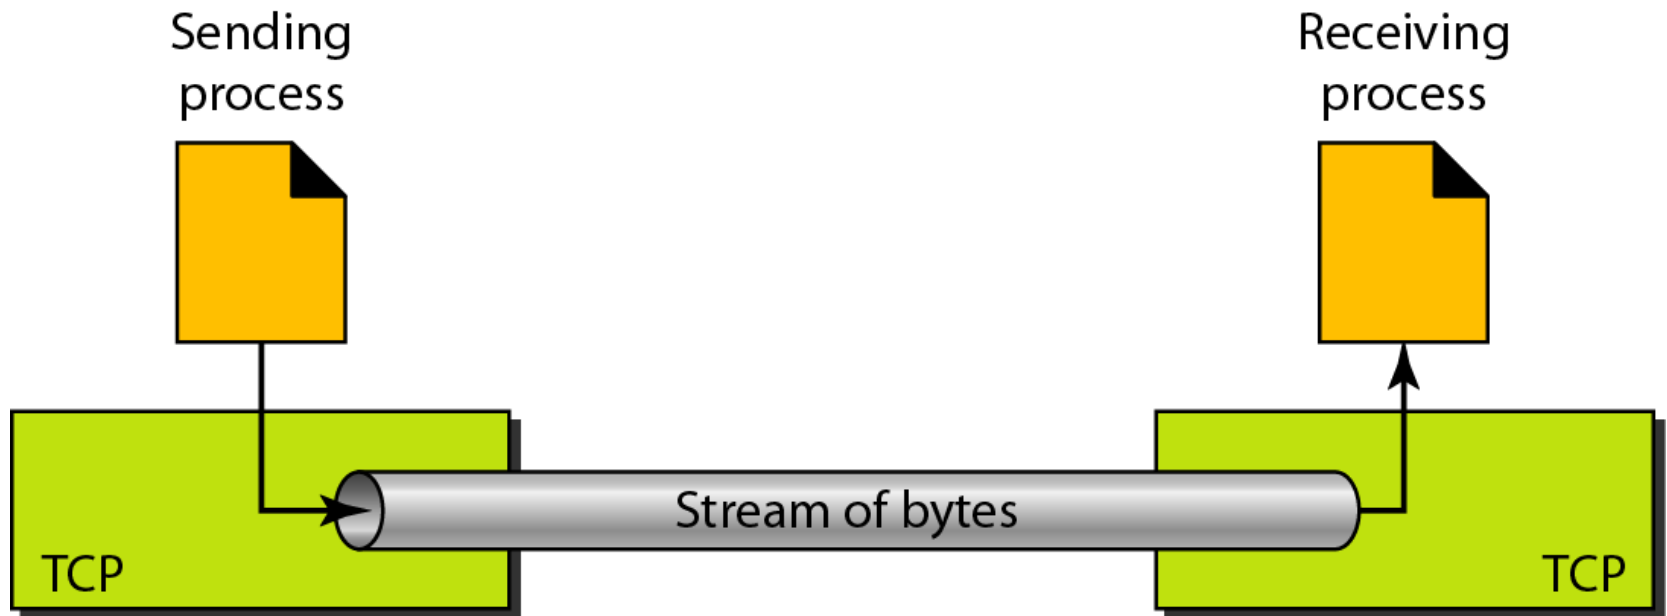 Sending
process
Receiving
process
Stream of bytes
TCP
TCP